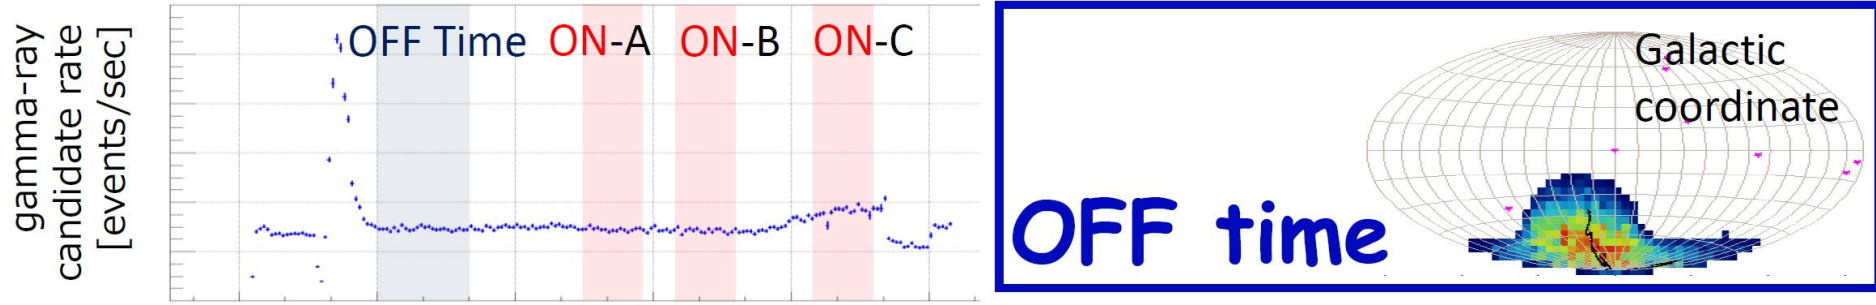 gamma-ray
candidate rate
[events/sec]
OFF Time
ON-A
ON-B
ON-C
Galactic
coordinate
OFF time